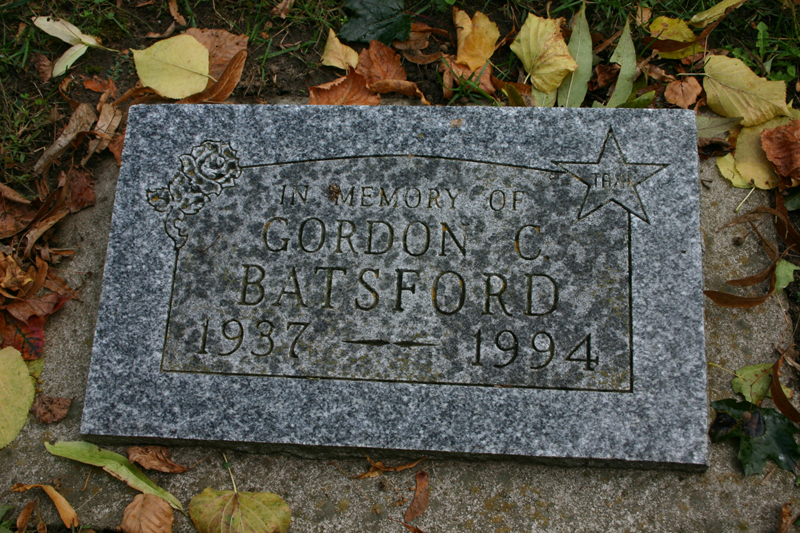 IN MEMORY OF
GORDON C.
BATSFORD
1937 — 1994